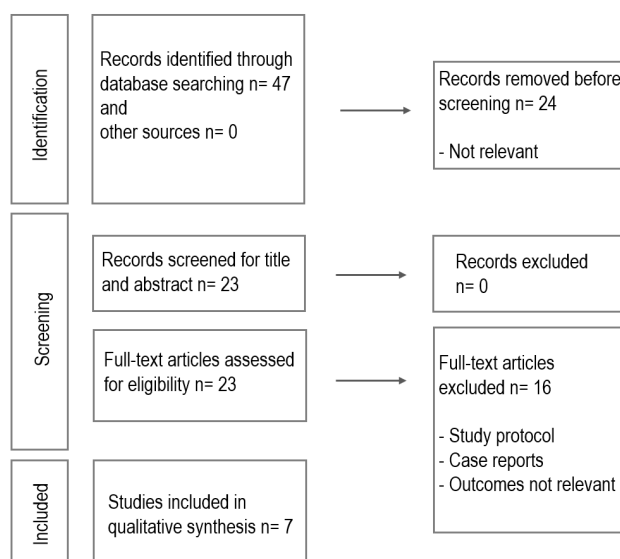 Identification
Records identified through
database searching n= 47
and
other sources n= 0
Records removed before
screening n= 24
- Not relevant
Screening
Records screened for title
and abstract n= 23
Records excluded
n= 0
Full-text articles assessed
for eligibility n= 23
Full-text articles
excluded n= 16
- Study protocol
- Case reports
- Outcomes not relevant
Included
Studies included in
qualitative synthesis n= 7